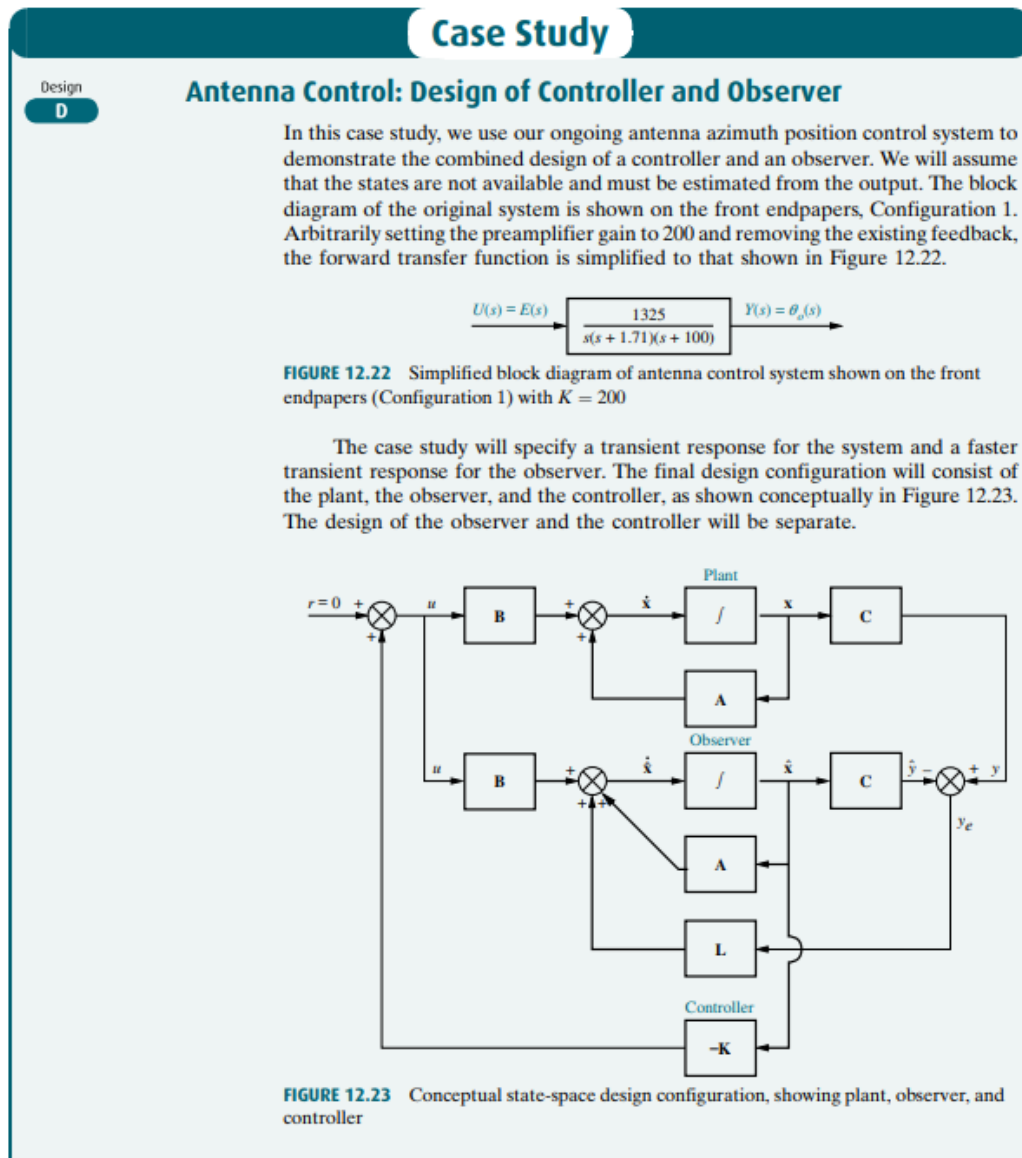 Case Study
Design
D
Antenna Control: Design of Controller and Observer
In this case study, we use our ongoing antenna azimuth position control system to
demonstrate the combined design of a controller and an observer. We will assume
that the states are not available and must be estimated from the output. The block
diagram of the original system is shown on the front endpapers, Configuration 1.
Arbitrarily setting the preamplifier gain to 200 and removing the existing feedback,
the forward transfer function is simplified to that shown in Figure 12.22.
U(s) = E(s)
1325
s(s + 1.71)(s + 100)
Y(s) = θₒ(s)
FIGURE 12.22 Simplified block diagram of antenna control system shown on the front
endpapers (Configuration 1) with K = 200
The case study will specify a transient response for the system and a faster
transient response for the observer. The final design configuration will consist of
the plant, the observer, and the controller, as shown conceptually in Figure 12.23.
The design of the observer and the controller will be separate.
Plant
r = 0 + + u B + + ẋ ∫ x C
A
Observer
u B + + + x̂̇ ∫ x̂ C ŷ − + y
yₑ
A
L
Controller
−K
FIGURE 12.23 Conceptual state-space design configuration, showing plant, observer, and
controller